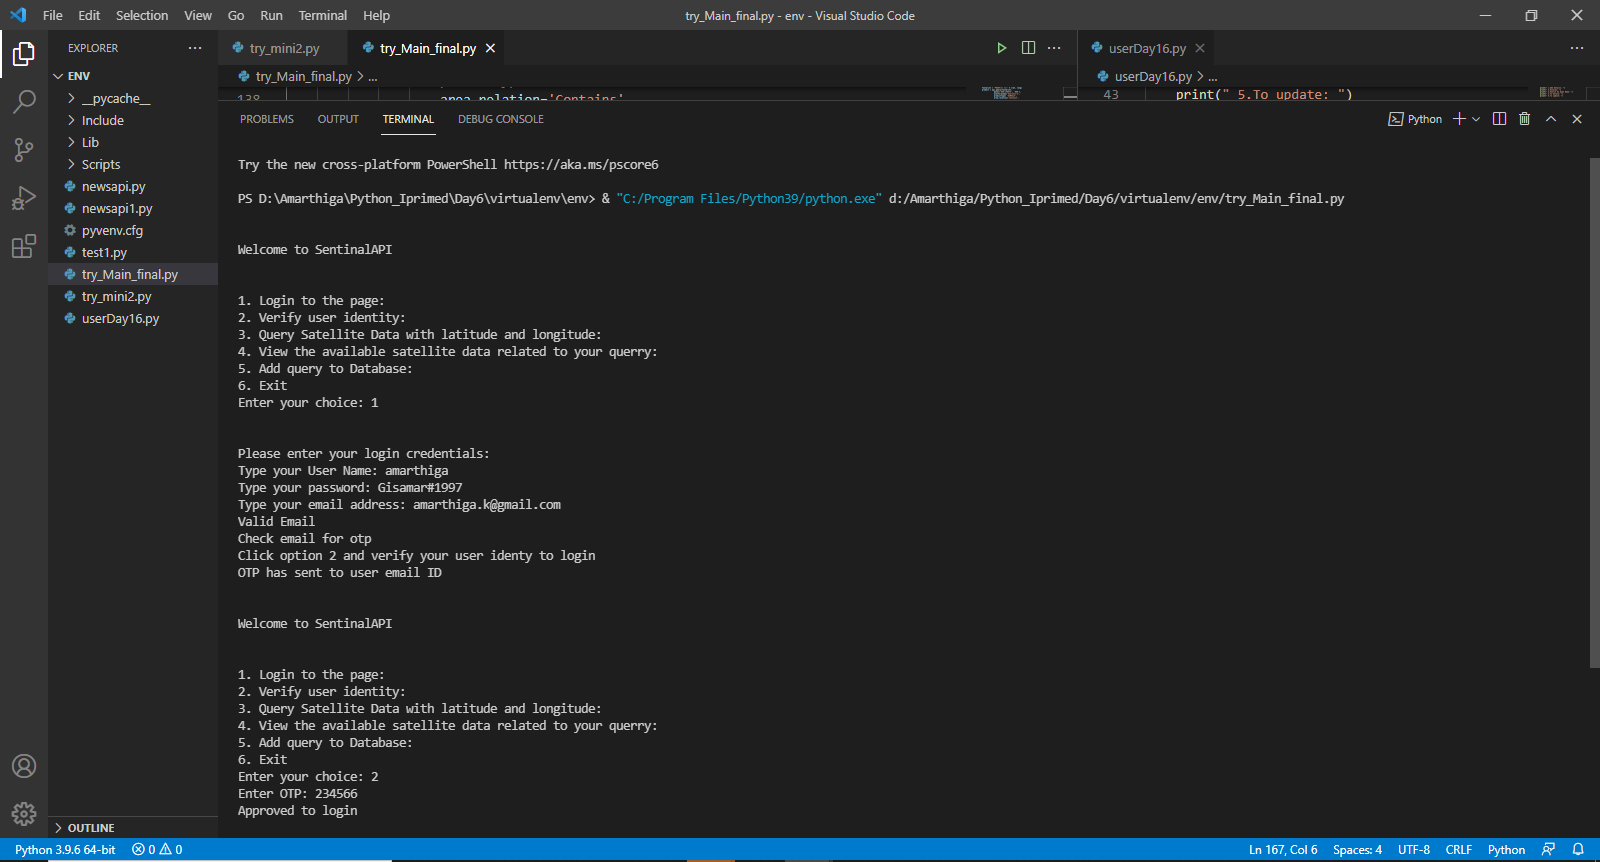 File Edit Selection View Go Run Terminal Help
try_Main_final.py - env - Visual Studio Code
EXPLORER
ENV
__pycache__
Include
Lib
Scripts
newsapi.py
newsapi1.py
pyvenv.cfg
test1.py
try_Main_final.py
try_mini2.py
userDay16.py
OUTLINE
try_mini2.py
try_Main_final.py
try_Main_final.py > ...
138 area_relation='Contains'
userDay16.py
userDay16.py > ...
43 print(" 5.To update: ")
PROBLEMS OUTPUT TERMINAL DEBUG CONSOLE
Python
Try the new cross-platform PowerShell https://aka.ms/pscore6
PS D:\Amarthiga\Python_Iprimed\Day6\virtualenv\env> & "C:/Program Files/Python39/python.exe" d:/Amarthiga/Python_Iprimed/Day6/virtualenv/env/try_Main_final.py
Welcome to SentinalAPI
1. Login to the page:
2. Verify user identity:
3. Query Satellite Data with latitude and longitude:
4. View the available satellite data related to your querry:
5. Add query to Database:
6. Exit
Enter your choice: 1
Please enter your login credentials:
Type your User Name: amarthiga
Type your password: Gisamar#1997
Type your email address: amarthiga.k@gmail.com
Valid Email
Check email for otp
Click option 2 and verify your user identy to login
OTP has sent to user email ID
Welcome to SentinalAPI
1. Login to the page:
2. Verify user identity:
3. Query Satellite Data with latitude and longitude:
4. View the available satellite data related to your querry:
5. Add query to Database:
6. Exit
Enter your choice: 2
Enter OTP: 234566
Approved to login
Python 3.9.6 64-bit 0 0
Ln 167, Col 6 Spaces: 4 UTF-8 CRLF Python